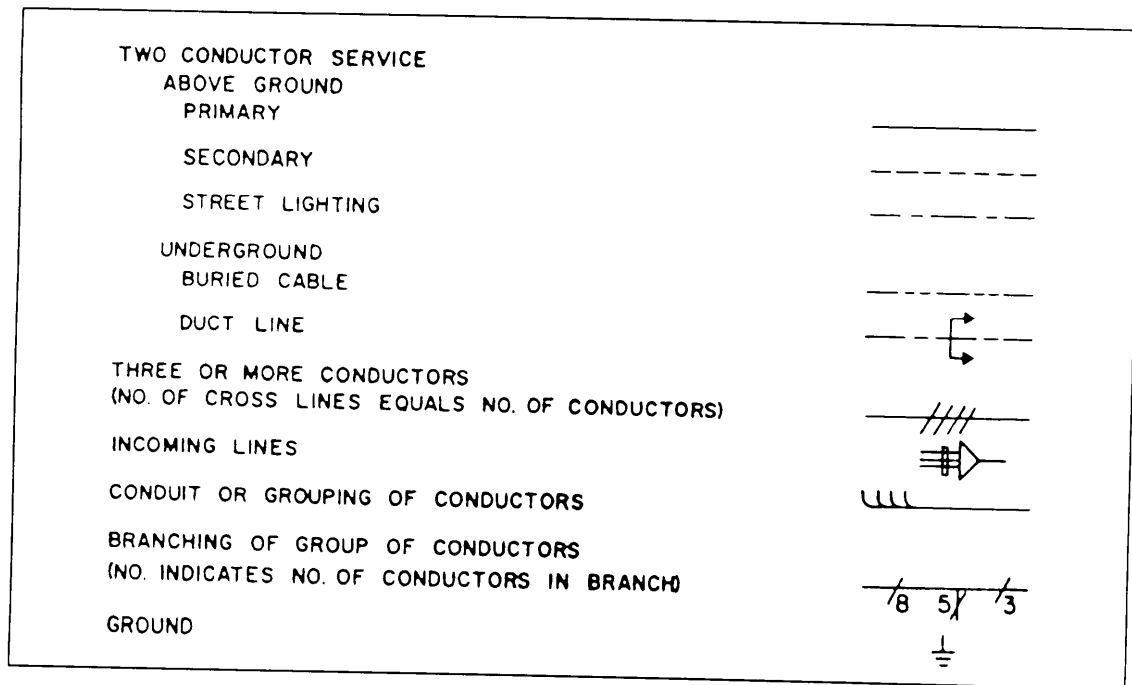 TWO CONDUCTOR SERVICE
ABOVE GROUND
PRIMARY
SECONDARY
STREET LIGHTING
UNDERGROUND
BURIED CABLE
DUCT LINE
THREE OR MORE CONDUCTORS
(NO. OF CROSS LINES EQUALS NO. OF CONDUCTORS)
INCOMING LINES
CONDUIT OR GROUPING OF CONDUCTORS
BRANCHING OF GROUP OF CONDUCTORS
(NO. INDICATES NO. OF CONDUCTORS IN BRANCH)
8 5 3
GROUND